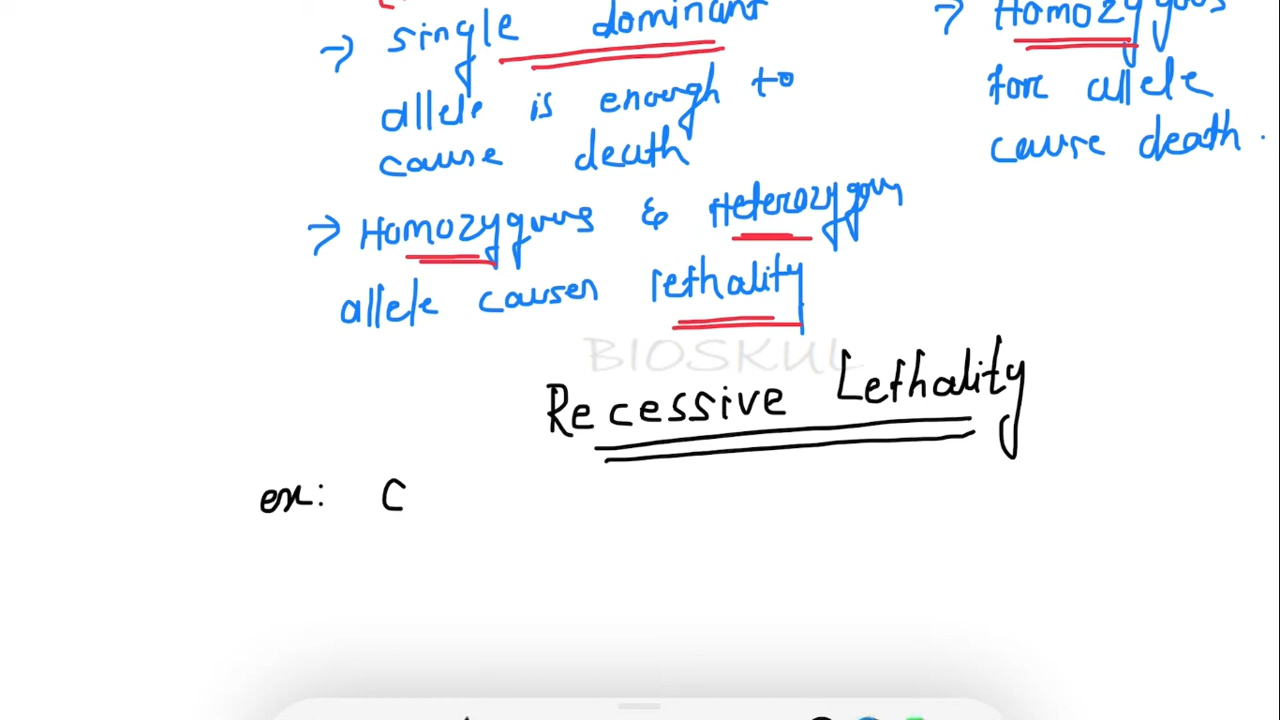 → single dominant
allele is enough to
cause death
→ Homozygous & Heterozygous
allele causes lethality
→ Homozygous
for allele
cause death.
BIOSKUL
Recessive Lethality
ex: C